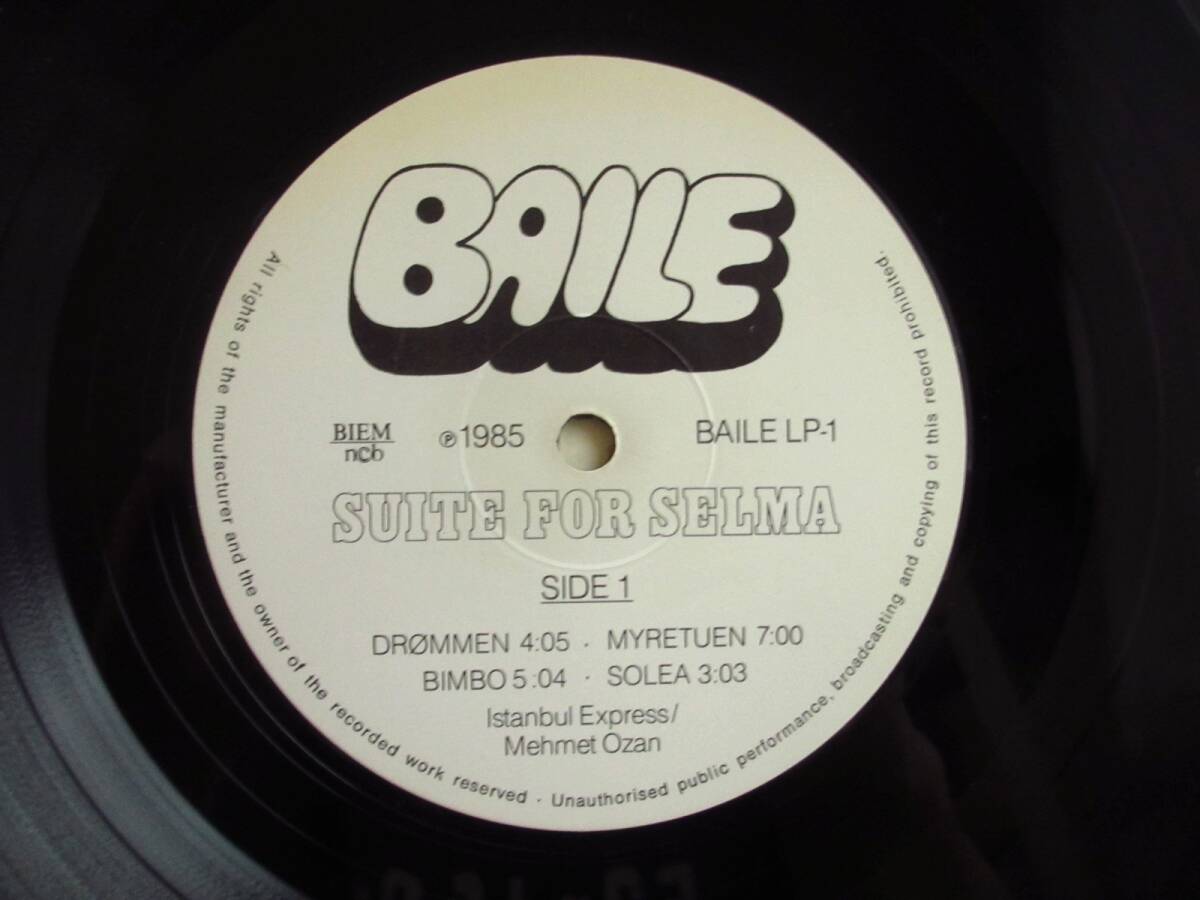 BAILE
BIEM
ncb
℗1985
BAILE LP-1
SUITE FOR SELMA
SIDE 1
DRØMMEN 4:05 · MYRETUEN 7:00
BIMBO 5:04 · SOLEA 3:03
Istanbul Express/
Mehmet Ozan
All rights of the manufacturer and the owner of the recorded work reserved · Unauthorised public performance, broadcasting and copying of this record prohibited.